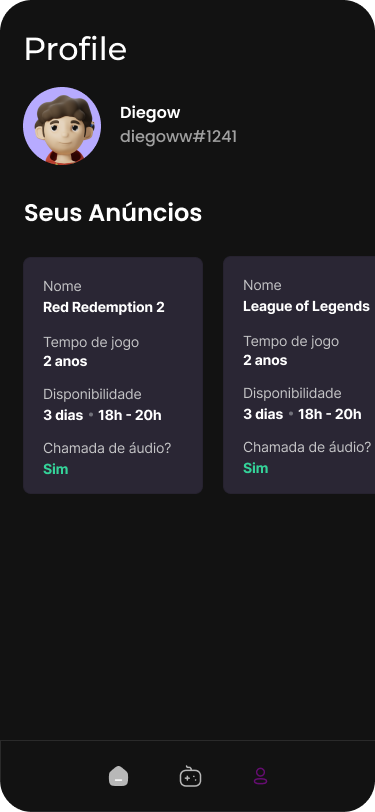 Profile
Diegow
diegoww#1241
Seus Anúncios
Nome
Red Redemption 2
Tempo de jogo
2 anos
Disponibilidade
3 dias • 18h - 20h
Chamada de áudio?
Sim
Nome
League of Legends
Tempo de jogo
2 anos
Disponibilidade
3 dias • 18h - 20h
Chamada de áudio?
Sim